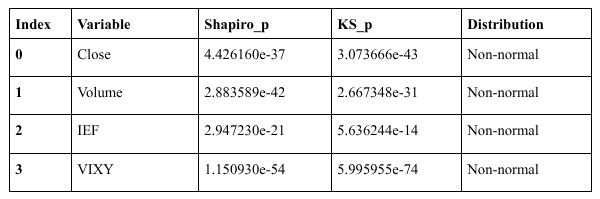 Index Variable Shapiro_p KS_p Distribution
0 Close 4.426160e-37 3.073666e-43 Non-normal
1 Volume 2.883589e-42 2.667348e-31 Non-normal
2 IEF 2.947230e-21 5.636244e-14 Non-normal
3 VIXY 1.150930e-54 5.995955e-74 Non-normal